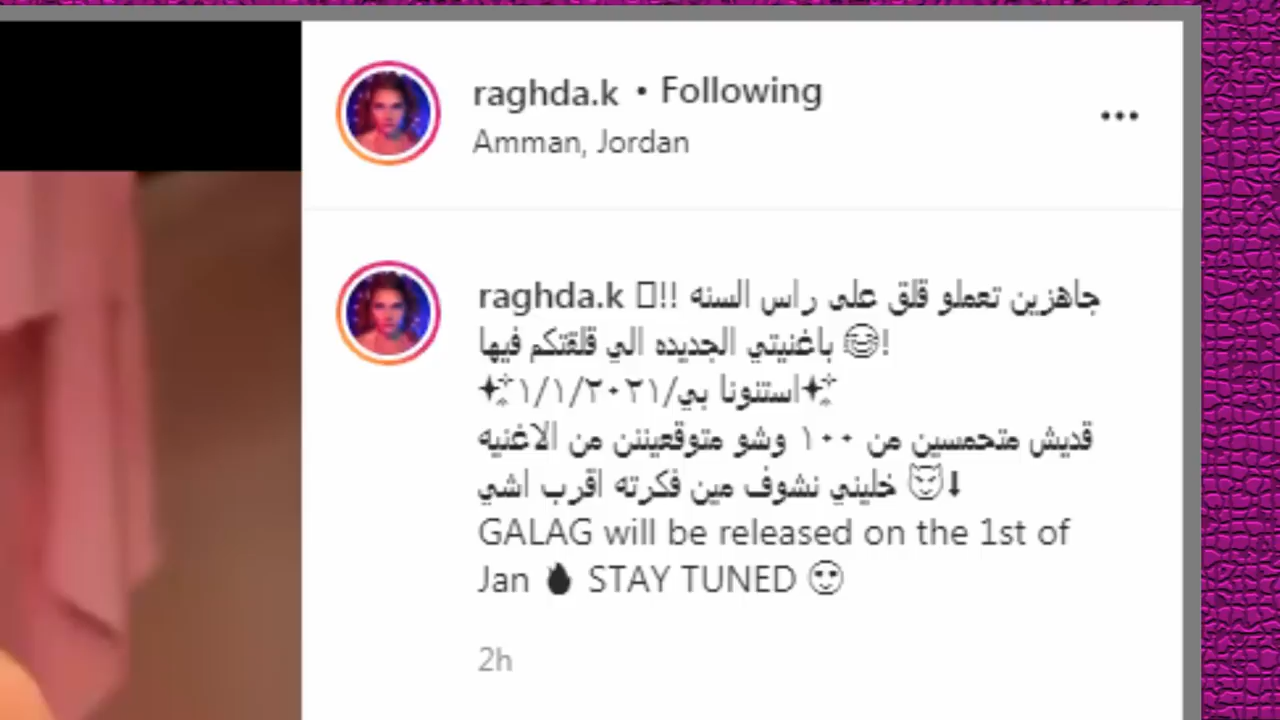 raghda.k • Following
Amman, Jordan
raghda.k !! جاهزين تعملو قلق على راس السنه
باغنيتي الجديده الي قلقتكم فيها 😂!
✨استنونا بي/١/١/٢٠٢١✨
قديش متحمسين من ١٠٠ وشو متوقعيننن من الاغنيه
خليني نشوف مين فكرته اقرب اشي 😈⬇
GALAG will be released on the 1st of
Jan 🔥 STAY TUNED 😍
2h